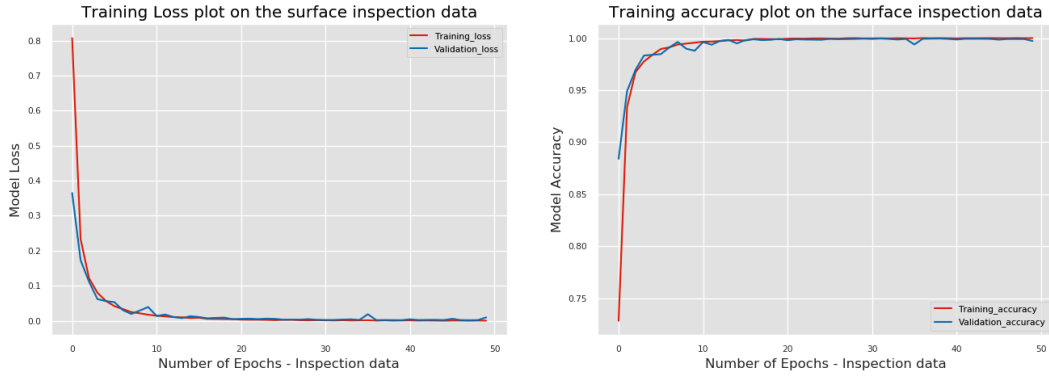 Training Loss plot on the surface inspection data
0.8
0.7
0.6
0.5
0.4
0.3
0.2
0.1
0.0
Model Loss
Training_loss
Validation_loss
0 10 20 30 40 50
Number of Epochs - Inspection data
Training accuracy plot on the surface inspection data
1.00
0.95
0.90
0.85
0.80
0.75
Model Accuracy
Training_accuracy
Validation_accuracy
0 10 20 30 40 50
Number of Epochs - Inspection data